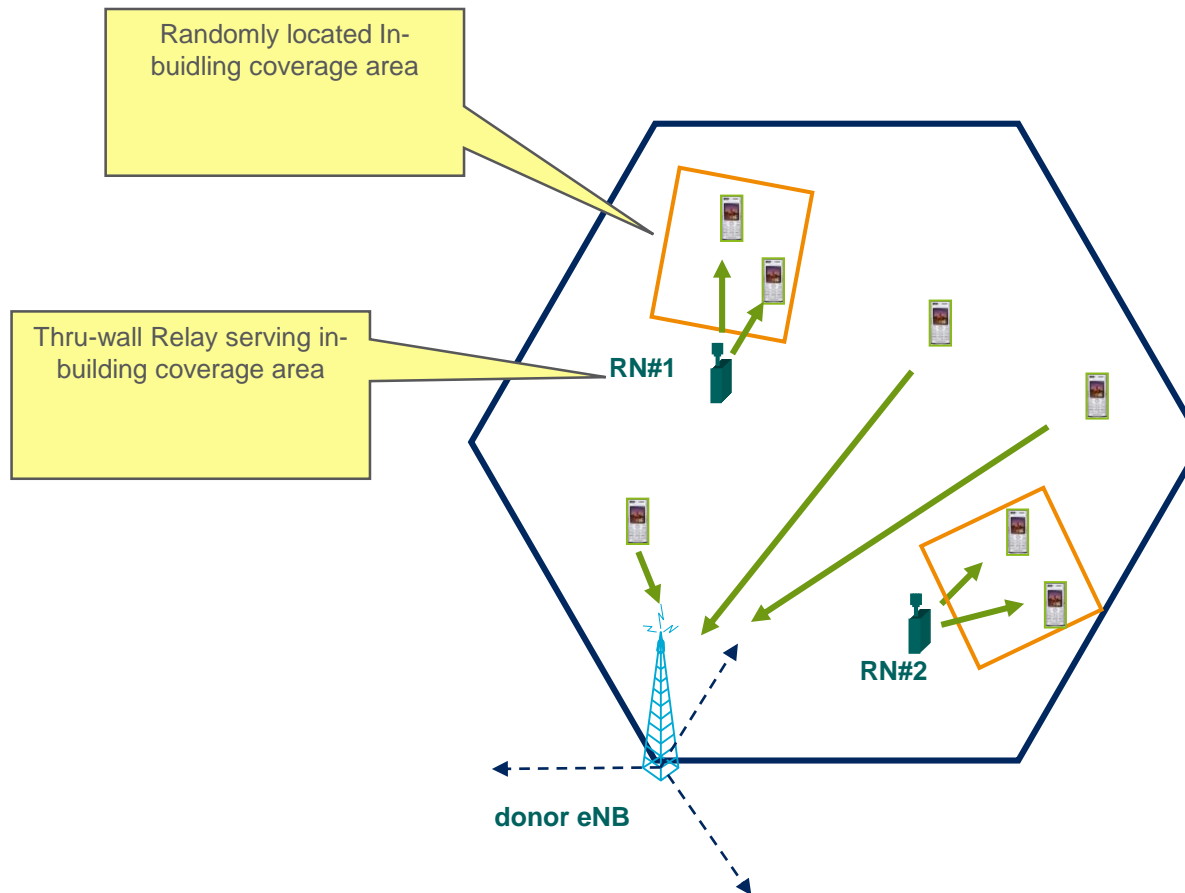 Randomly located In-
buidling coverage area
Thru-wall Relay serving in-
building coverage area
RN#1
RN#2
donor eNB